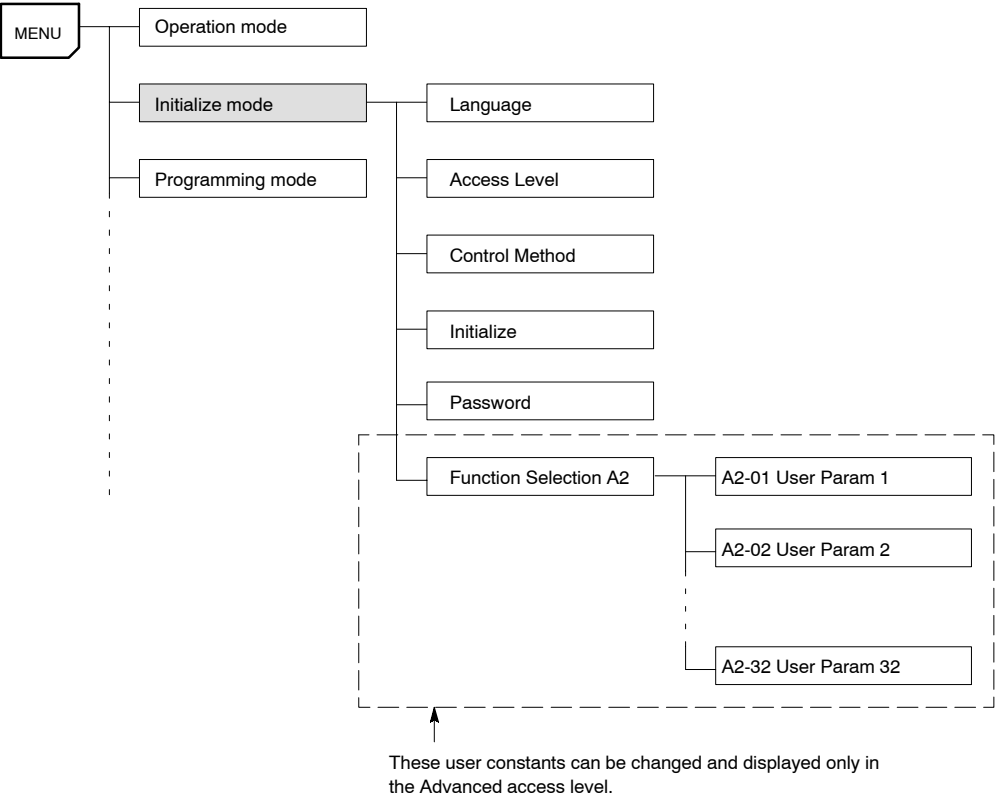 MENU
Operation mode
Initialize mode
Language
Programming mode
Access Level
Control Method
Initialize
Password
Function Selection A2
A2-01 User Param 1
A2-02 User Param 2
A2-32 User Param 32
These user constants can be changed and displayed only in
the Advanced access level.